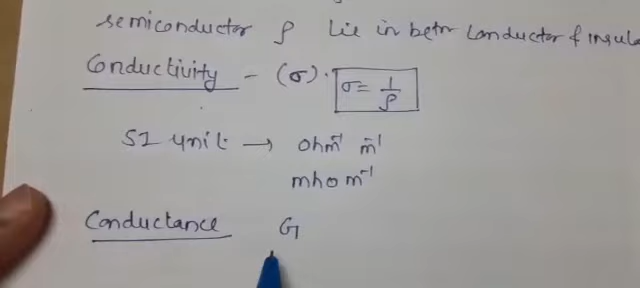 semiconductor ρ Lie in betn conductor & insula
Conductivity - (σ). σ = 1/ρ
SI unit → ohm⁻¹ m⁻¹
mho m⁻¹
Conductance G